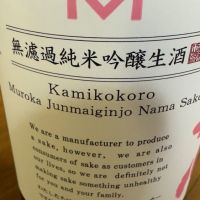 無濾過純米吟醸生酒
Kamikokoro
Muroka Junmaiginjo Nama Sake
We are a manufacturer to produce
a sake, however, we are also
consumers of sake as customers in
our lives, so we are definitely not
making sake something unhealthy
for you and your family.